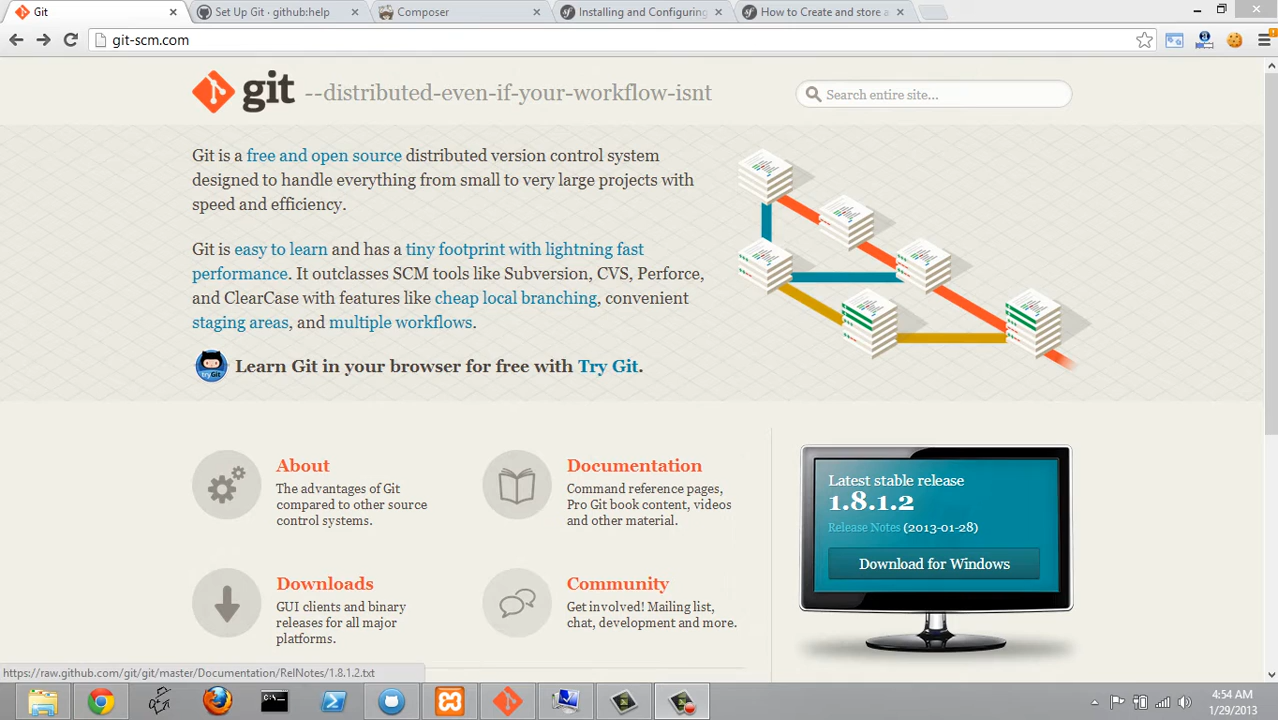 Git
Set Up Git · github:help
Composer
Installing and Configuring
How to Create and store a
git-scm.com
git --distributed-even-if-your-workflow-isnt
Search entire site...
Git is a free and open source distributed version control system
designed to handle everything from small to very large projects with
speed and efficiency.
Git is easy to learn and has a tiny footprint with lightning fast
performance. It outclasses SCM tools like Subversion, CVS, Perforce,
and ClearCase with features like cheap local branching, convenient
staging areas, and multiple workflows.
Learn Git in your browser for free with Try Git.
About
The advantages of Git
compared to other source
control systems.
Documentation
Command reference pages,
Pro Git book content, videos
and other material.
Latest stable release
1.8.1.2
Release Notes (2013-01-28)
Download for Windows
Downloads
GUI clients and binary
releases for all major
platforms.
Community
Get involved! Mailing list,
chat, development and more.
https://raw.github.com/git/git/master/Documentation/RelNotes/1.8.1.2.txt
4:54 AM
1/29/2013